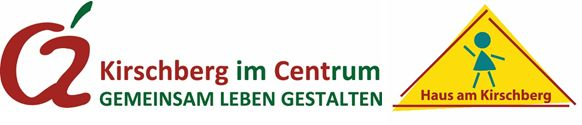 Kirschberg im Centrum
GEMEINSAM LEBEN GESTALTEN
Haus am Kirschberg